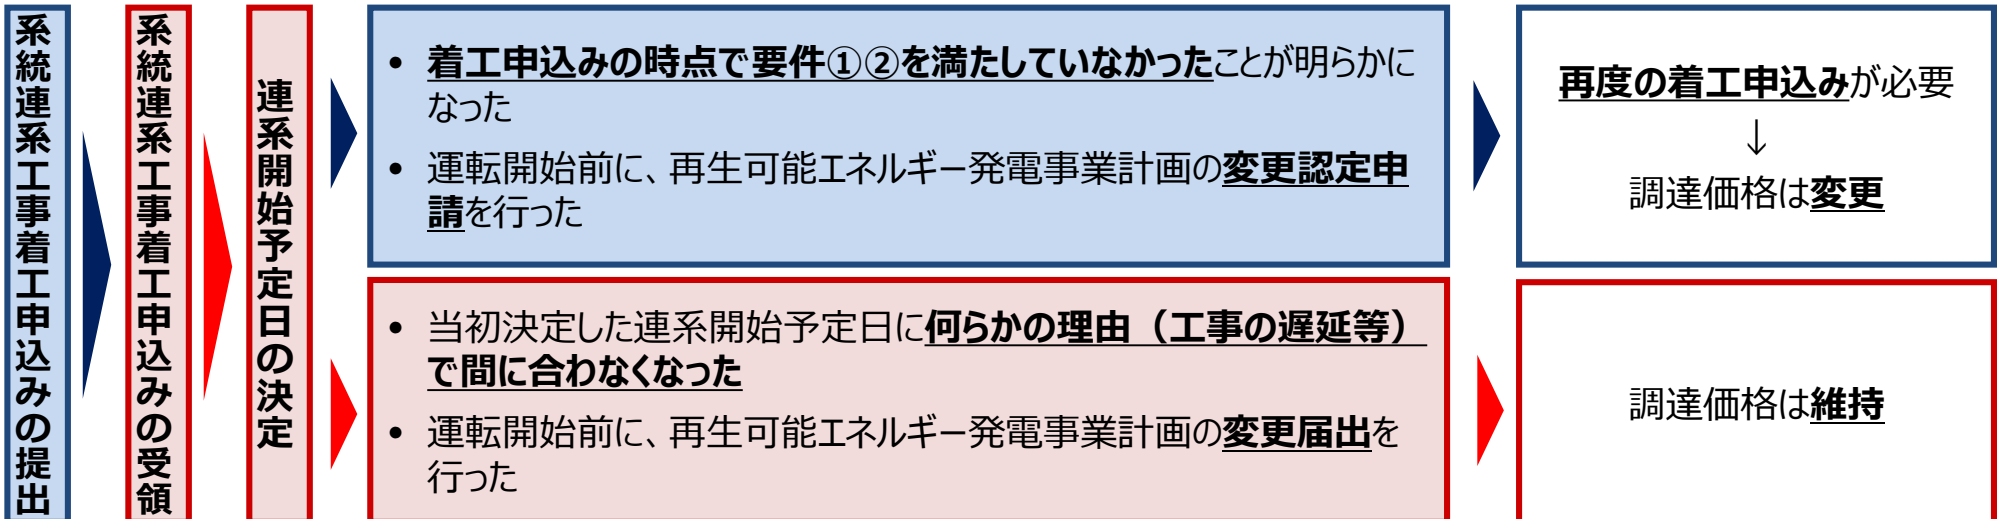 系統連系工事着工申込みの提出
系統連系工事着工申込みの受領
連系開始予定日の決定
• 着工申込みの時点で要件①②を満たしていなかったことが明らかに
なった
• 運転開始前に、再生可能エネルギー発電事業計画の変更認定申
請を行った
再度の着工申込みが必要
↓
調達価格は変更
• 当初決定した連系開始予定日に何らかの理由（工事の遅延等）
で間に合わなくなった
• 運転開始前に、再生可能エネルギー発電事業計画の変更届出を
行った
調達価格は維持